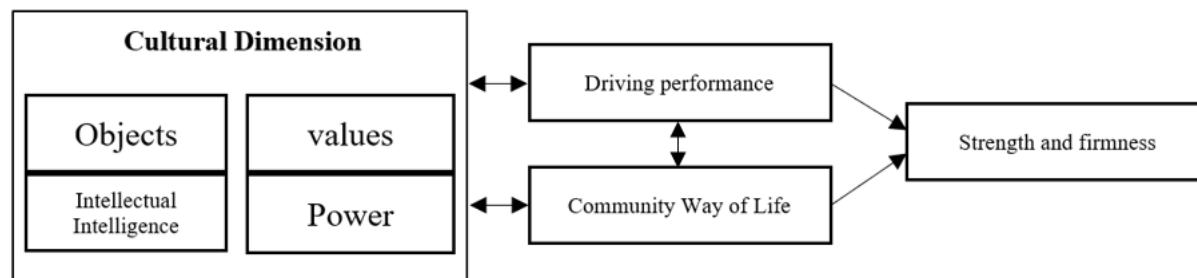 Cultural Dimension
Objects
values
Intellectual
Intelligence
Power
Driving performance
Community Way of Life
Strength and firmness